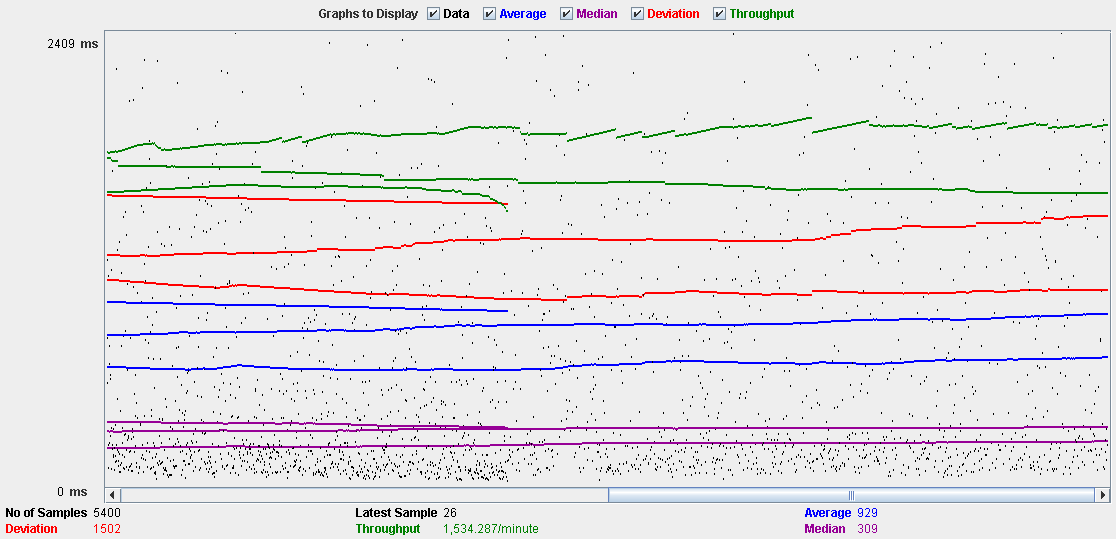 Graphs to Display Data Average Median Deviation Throughput
2409 ms
0 ms
No of Samples 5400 Latest Sample 26 Average 929
Deviation 1502 Throughput 1,534.287/minute Median 309